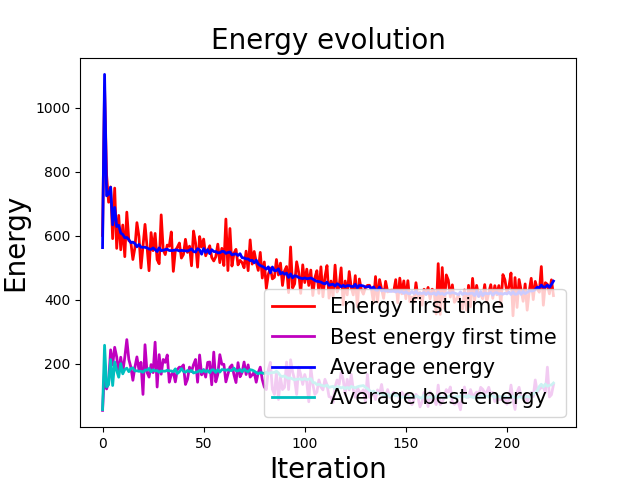 Energy evolution
Energy
1000
800
600
400
200
Energy first time
Best energy first time
Average energy
Average best energy
0
50
100
150
200
Iteration